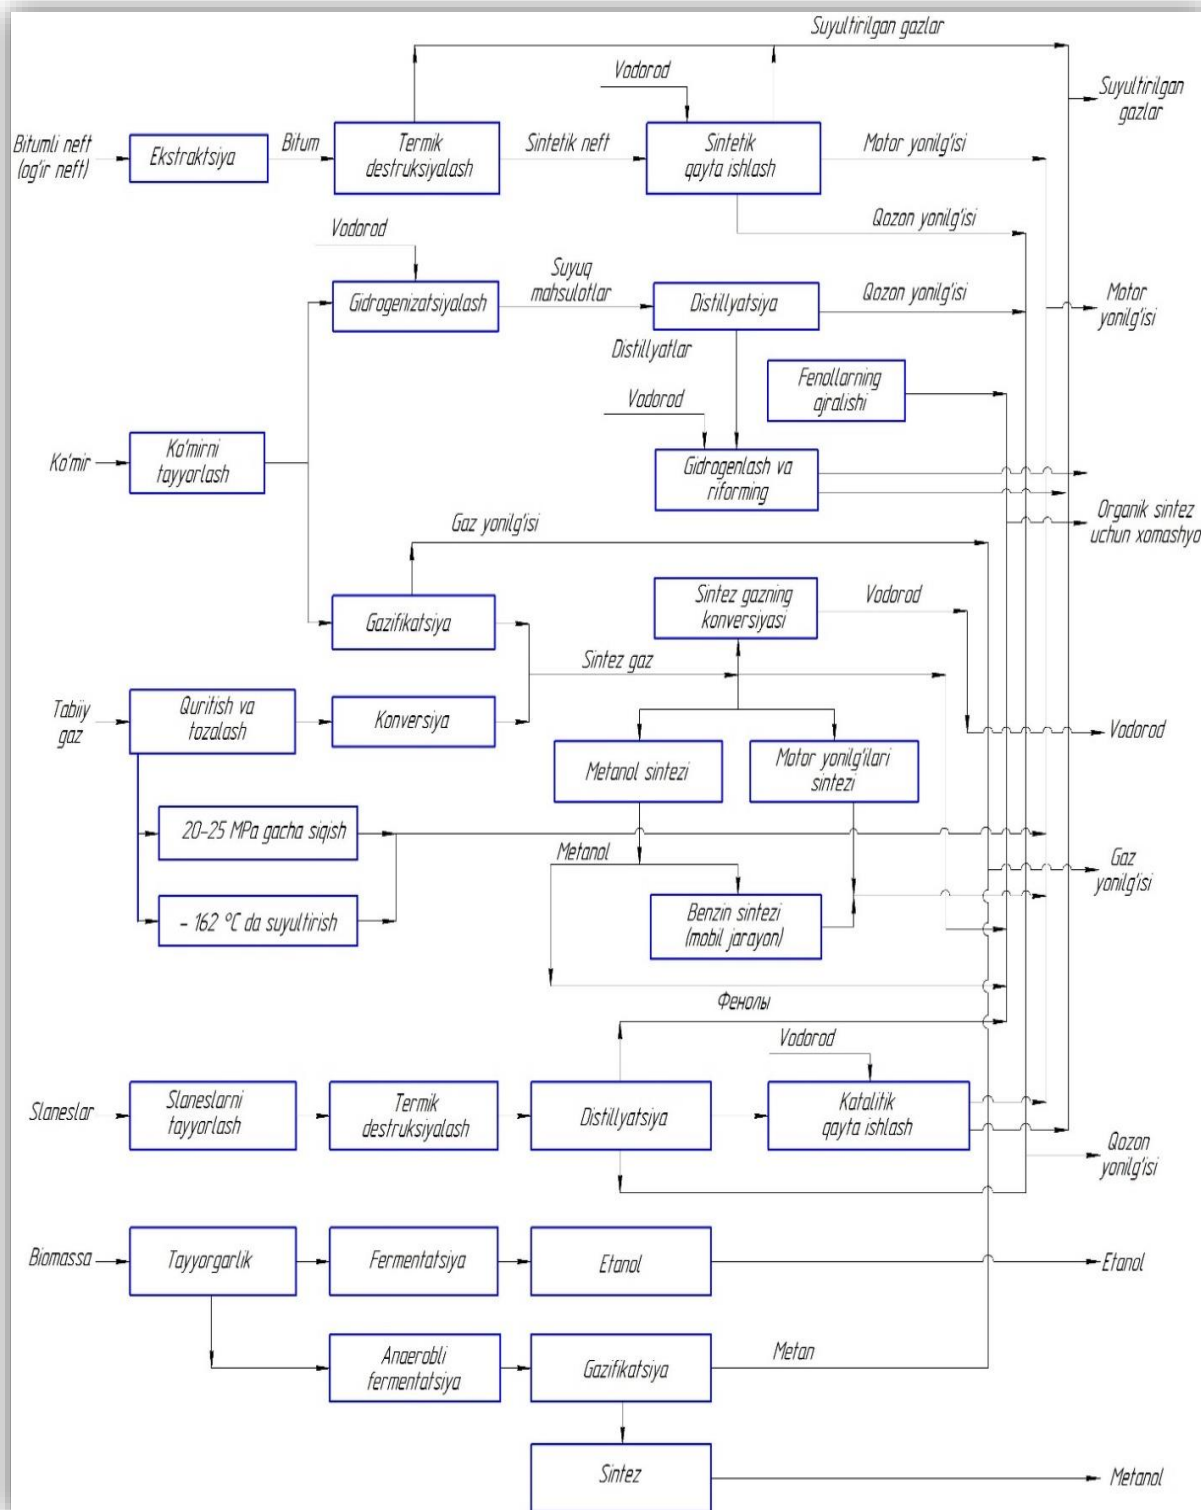 Suyultirilgan gazlar
Vodorod
Suyultirilgan
gazlar
Bitumli neft
(og'ir neft)
Ekstraktsiya
Bitum
Termik
destruksiyalash
Sintetik neft
Sintetik
qayta ishlash
Motor yonilg'isi
Qozon yonilg'isi
Vodorod
Gidrogenizatsiyalash
Suyuq
mahsulotlar
Distillyatsiya
Qozon yonilg'isi
Motor
yonilg'isi
Distillyatlar
Fenollarning
ajralishi
Vodorod
Ko'mir
Ko'mirni
tayyorlash
Gidrogenlash va
riforming
Organik sintez
uchun xomashyo
Gaz yonilg'isi
Gazifikatsiya
Sintez gazning
konversiyasi
Vodorod
Sintez gaz
Tabiiy
gaz
Quritish va
tozalash
Konversiya
Vodorod
Metanol sintezi
Motor yonilg'ilari
sintezi
20-25 MPa gacha siqish
Metanol
Gaz
yonilg'isi
- 162 °C da suyultirish
Benzin sintezi
(mobil jarayon)
Фенолы
Vodorod
Slaneslar
Slaneslarni
tayyorlash
Termik
destruksiyalash
Distillyatsiya
Katalitik
qayta ishlash
Qozon
yonilg'isi
Biomassa
Tayyorgarlik
Fermentatsiya
Etanol
Etanol
Anaerobli
fermentatsiya
Gazifikatsiya
Metan
Sintez
Metanol